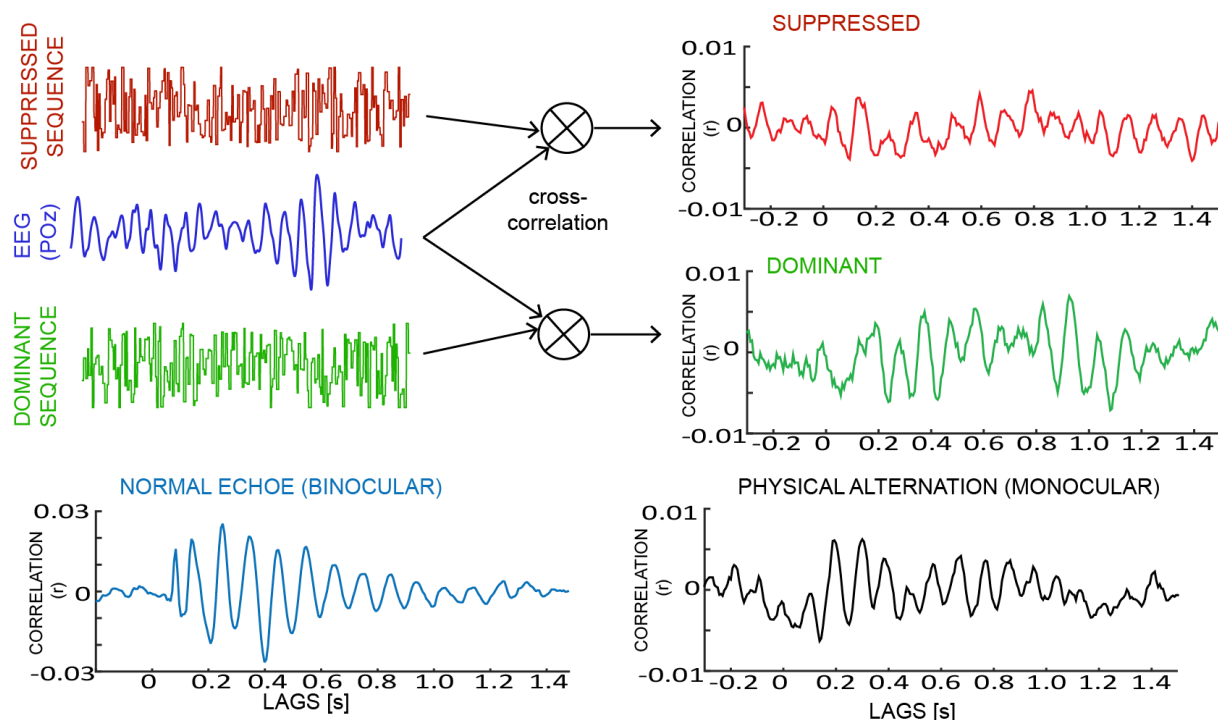 SUPPRESSED
SEQUENCE
EEG
(POz)
DOMINANT
SEQUENCE
cross-
correlation
SUPPRESSED
CORRELATION
(r)
0.01
0
-0.01
0 0.2 0.4 0.6 0.8 1.0 1.2 1.4
DOMINANT
CORRELATION
(r)
0.01
0
-0.01
0 0.2 0.4 0.6 0.8 1.0 1.2 1.4
NORMAL ECHOE (BINOCULAR)
CORRELATION
(r)
0.03
0
-0.03
0 0.2 0.4 0.6 0.8 1.0 1.2 1.4
LAGS [s]
PHYSICAL ALTERNATION (MONOCULAR)
CORRELATION
(r)
0.01
0
-0.01
-0.2 0 0.2 0.4 0.6 0.8 1.0 1.2 1.4
LAGS [s]